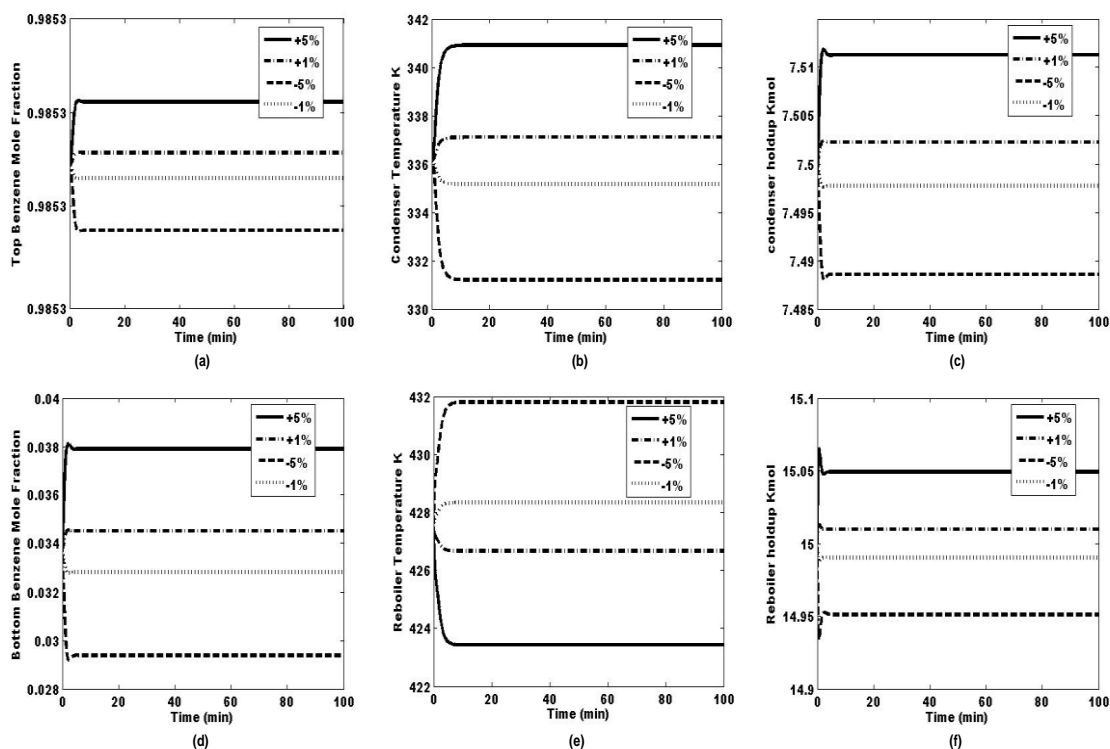 Top Benzene Mole Fraction
0.9853
0.9853
0.9853
0.9853
+5%
+1%
-5%
-1%
0 20 40 60 80 100
Time (min)
(a)
Condenser Temperature K
342
340
338
336
334
332
330
+5%
+1%
-5%
-1%
0 20 40 60 80 100
Time (min)
(b)
condenser holdup Kmol
7.51
7.505
7.5
7.495
7.49
7.485
+5%
+1%
-5%
-1%
0 20 40 60 80 100
Time (min)
(c)
Bottom Benzene Mole Fraction
0.04
0.038
0.036
0.034
0.032
0.03
0.028
+5%
+1%
-5%
-1%
0 20 40 60 80 100
Time (min)
(d)
Reboiler Temperature K
432
430
428
426
424
422
+5%
+1%
-5%
-1%
0 20 40 60 80 100
Time (min)
(e)
Reboiler holdup Kmol
15.1
15.05
15
14.95
14.9
+5%
+1%
-5%
-1%
0 20 40 60 80 100
Time (min)
(f)